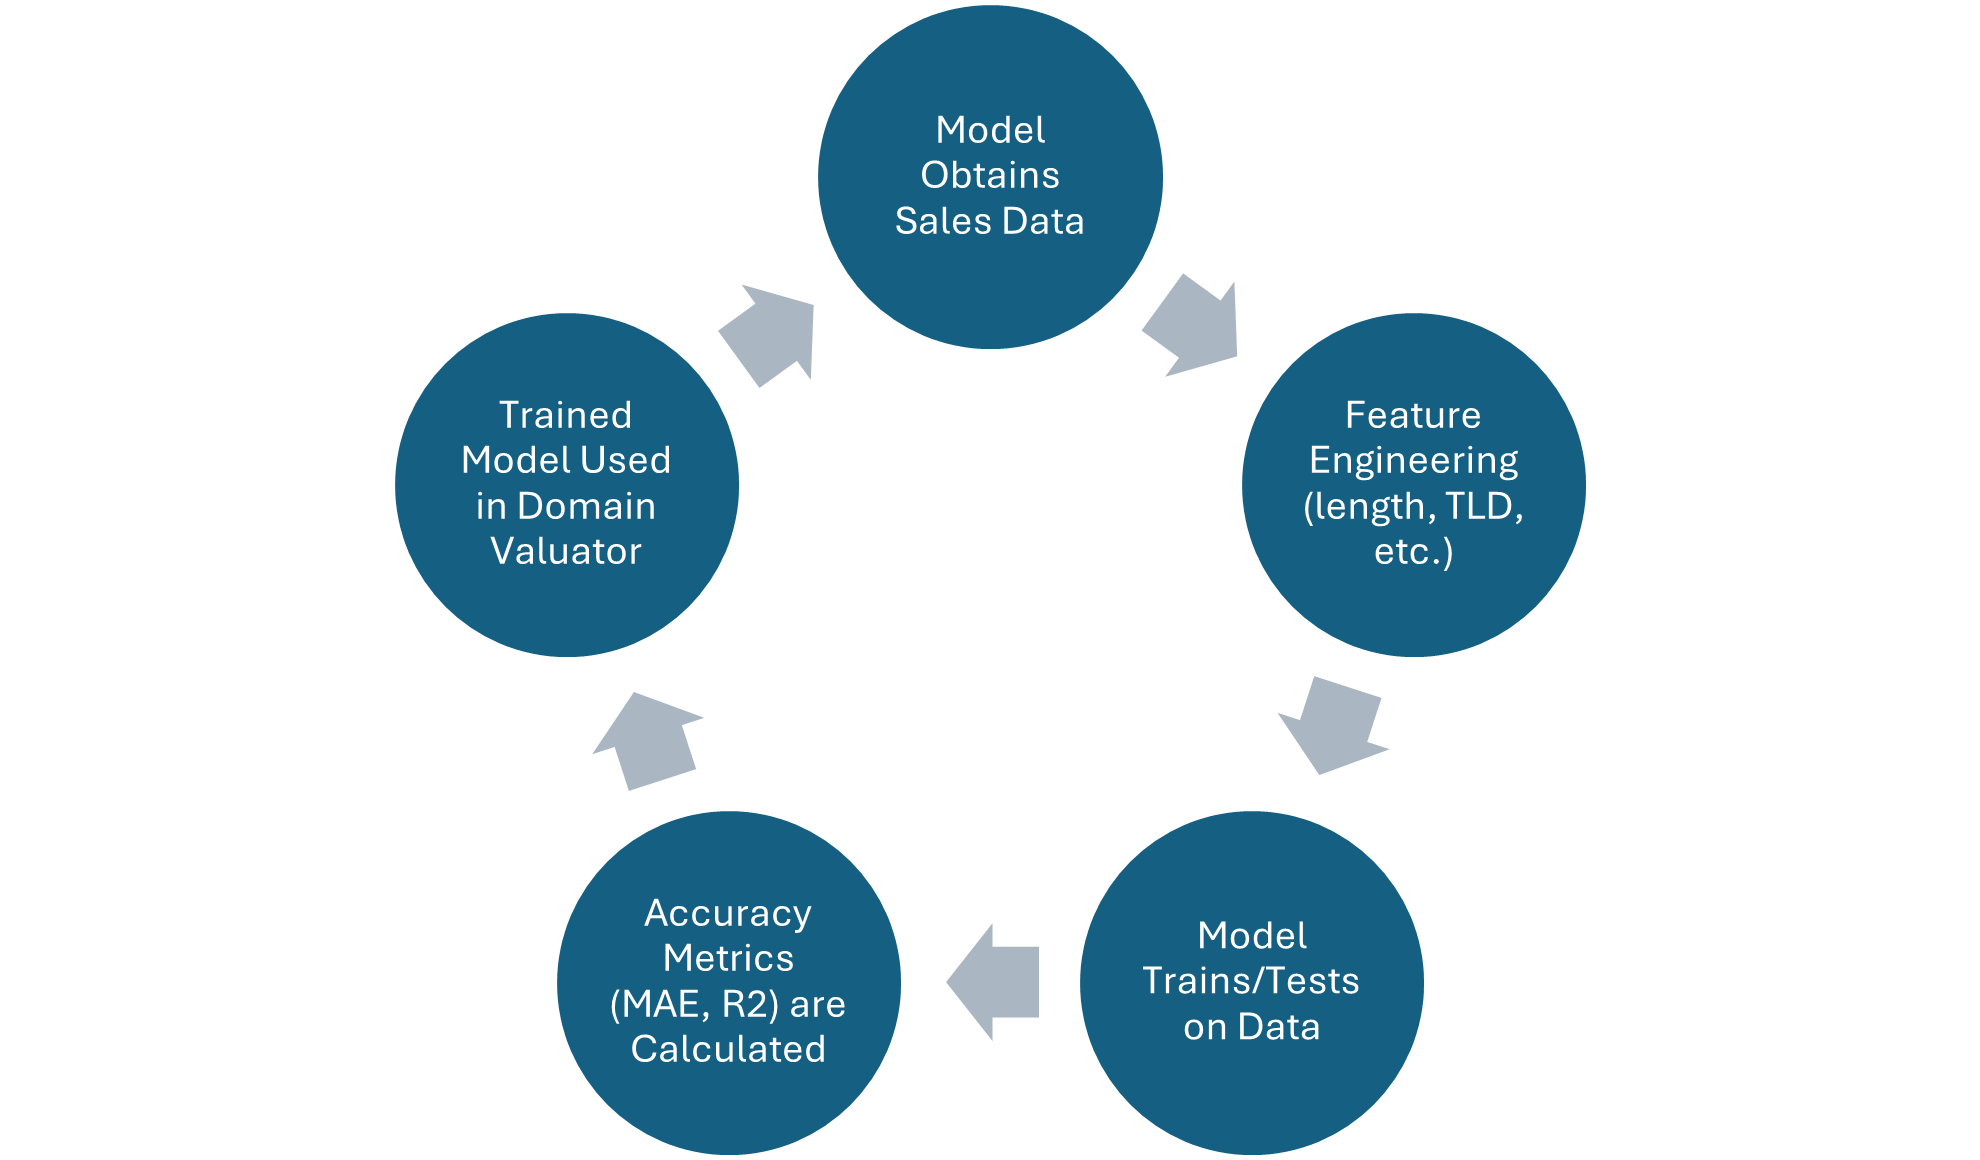 Model
Obtains
Sales Data
Feature
Engineering
(length, TLD,
etc.)
Model
Trains/Tests
on Data
Accuracy
Metrics
(MAE, R2) are
Calculated
Trained
Model Used
in Domain
Valuator